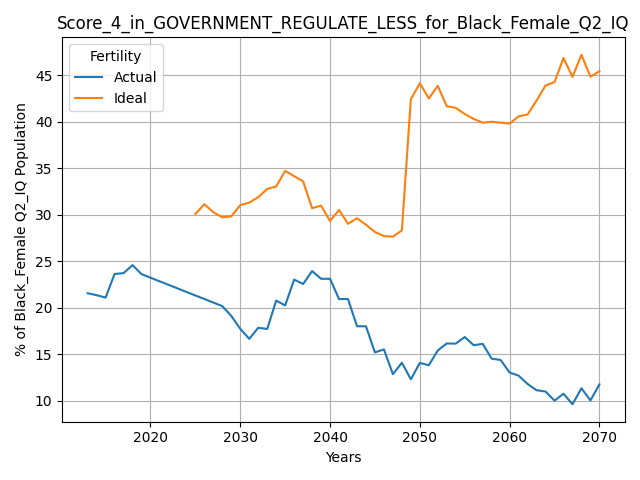 Score_4_in_GOVERNMENT_REGULATE_LESS_for_Black_Female_Q2_IQ
Fertility
Actual
Ideal
% of Black_Female Q2_IQ Population
45
40
35
30
25
20
15
10
2020 2030 2040 2050 2060 2070
Years